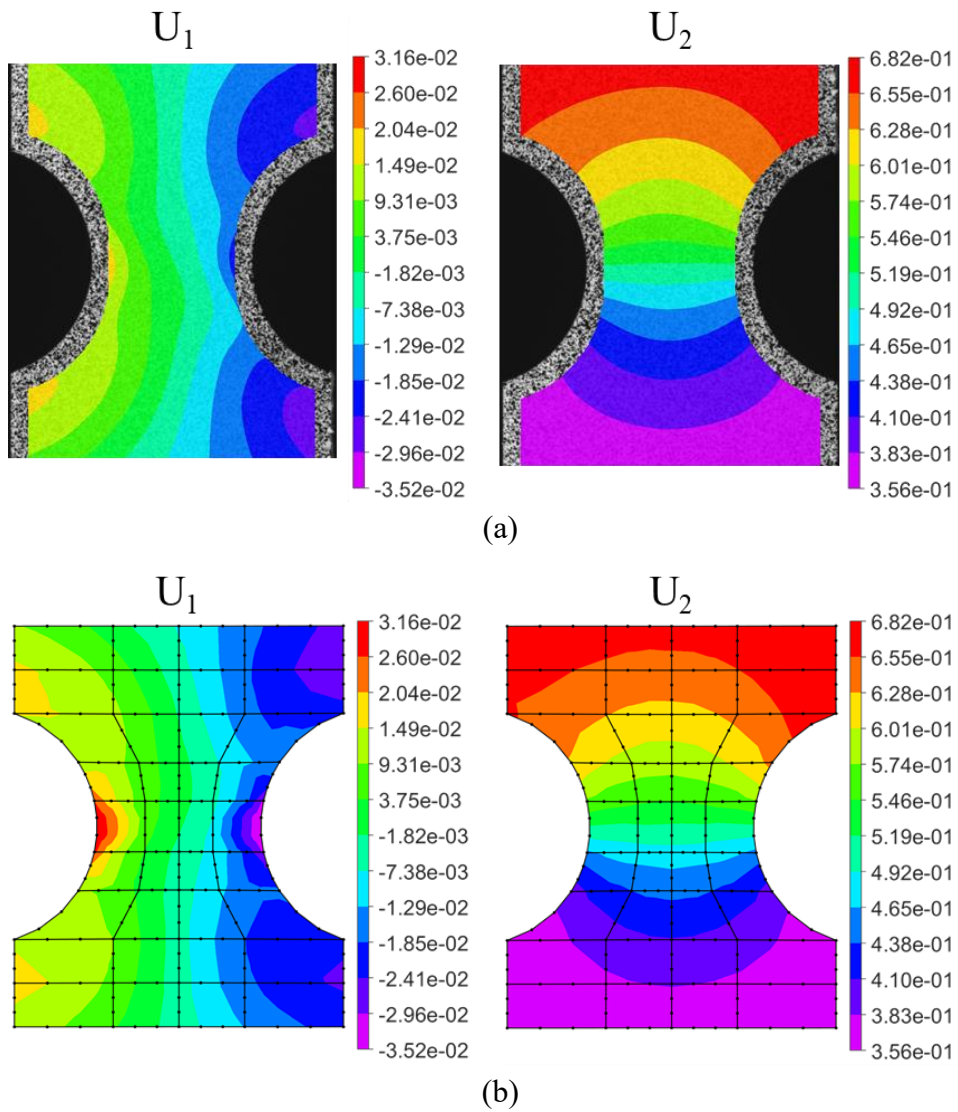 U1
U2
3.16e-02
2.60e-02
2.04e-02
1.49e-02
9.31e-03
3.75e-03
-1.82e-03
-7.38e-03
-1.29e-02
-1.85e-02
-2.41e-02
-2.96e-02
-3.52e-02
6.82e-01
6.55e-01
6.28e-01
6.01e-01
5.74e-01
5.46e-01
5.19e-01
4.92e-01
4.65e-01
4.38e-01
4.10e-01
3.83e-01
3.56e-01
(a)
U1
U2
3.16e-02
2.60e-02
2.04e-02
1.49e-02
9.31e-03
3.75e-03
-1.82e-03
-7.38e-03
-1.29e-02
-1.85e-02
-2.41e-02
-2.96e-02
-3.52e-02
6.82e-01
6.55e-01
6.28e-01
6.01e-01
5.74e-01
5.46e-01
5.19e-01
4.92e-01
4.65e-01
4.38e-01
4.10e-01
3.83e-01
3.56e-01
(b)